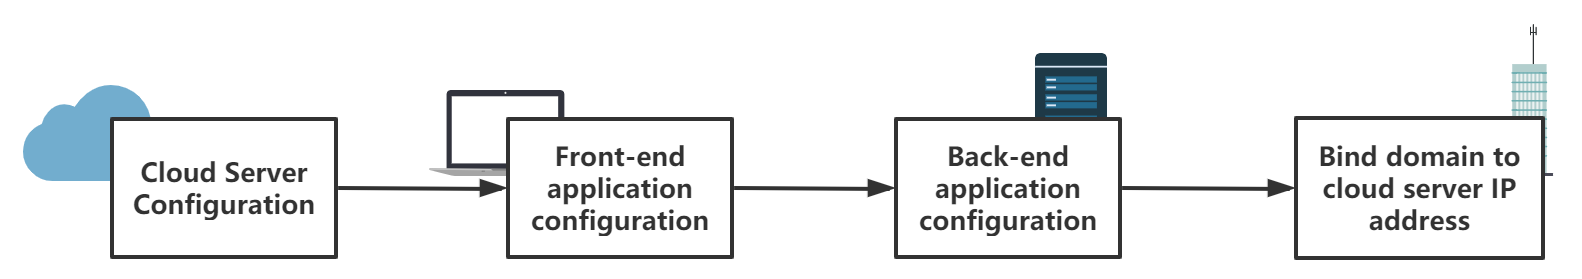 Cloud Server
Configuration
Front-end
application
configuration
Back-end
application
configuration
Bind domain to
cloud server IP
address